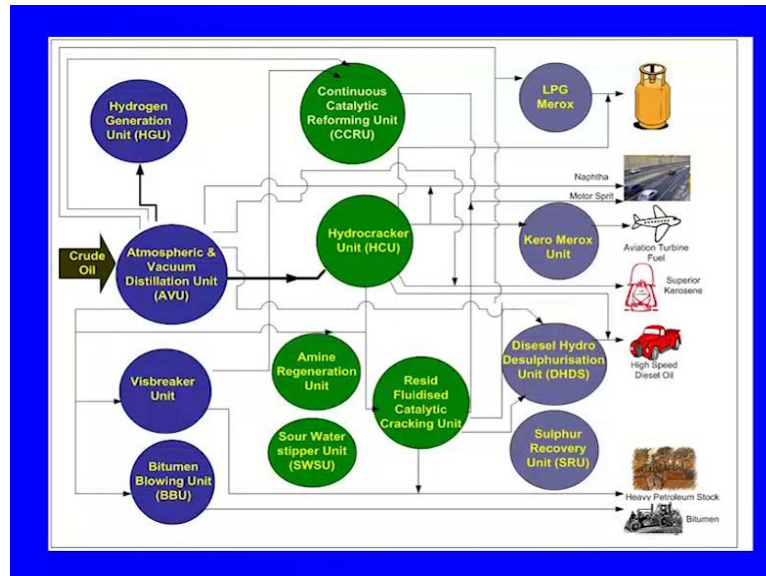 Hydrogen
Generation
Unit (HGU)
Continuous
Catalytic
Reforming Unit
(CCRU)
LPG
Merox
Naphtha
Motor Sprit
Crude
Oil
Atmospheric &
Vacuum
Distillation Unit
(AVU)
Hydrocracker
Unit (HCU)
Kero Merox
Unit
Aviation Turbine
Fuel
Superior
Kerosene
Visbreaker
Unit
Amine
Regeneration
Unit
Resid
Fluidised
Catalytic
Cracking Unit
Disesel Hydro
Desulphurisation
Unit (DHDS)
High Speed
Diesel Oil
Bitumen
Blowing Unit
(BBU)
Sour Water
stipper Unit
(SWSU)
Sulphur
Recovery
Unit (SRU)
Heavy Petroleum Stock
Bitumen